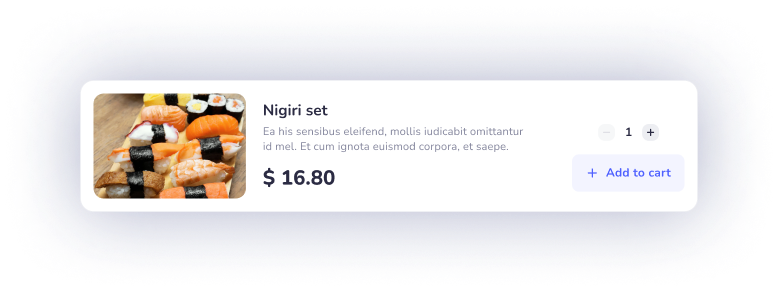 Nigiri set
Ea his sensibus eleifend, mollis iudicabit omittantur
id mel. Et cum ignota euismod corpora, et saepe.
$ 16.80
− 1 +
+ Add to cart